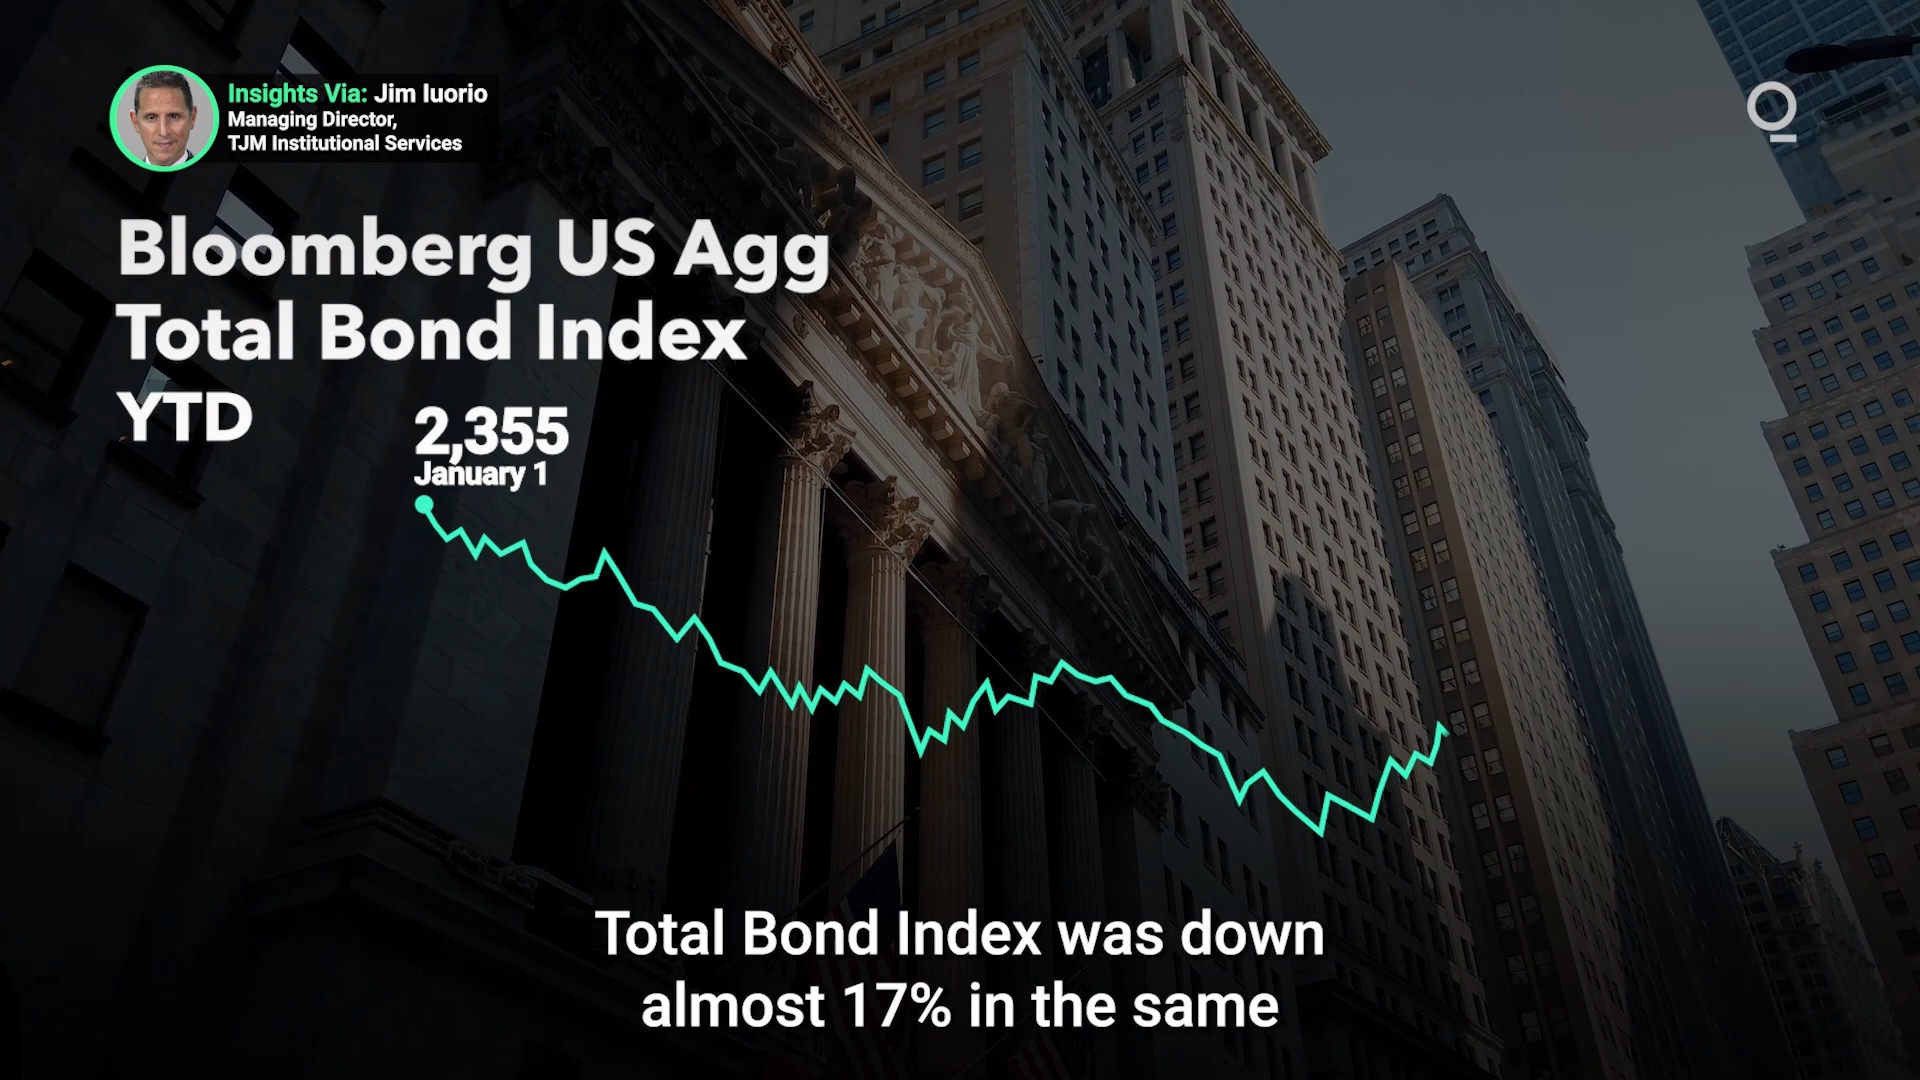 Insights Via: Jim Iuorio
Managing Director,
TJM Institutional Services
Bloomberg US Agg
Total Bond Index
YTD
2,355
January 1
Total Bond Index was down
almost 17% in the same